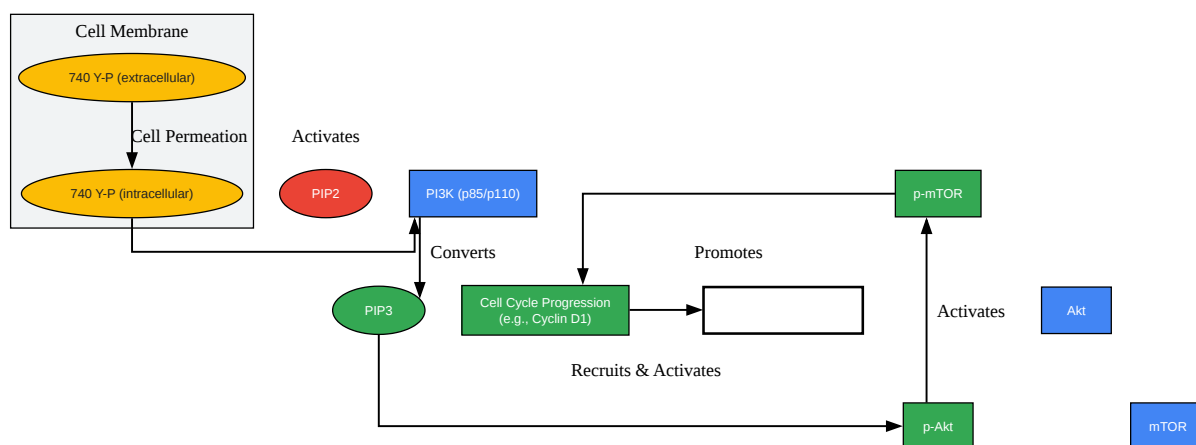 Cell Membrane
740 Y-P (extracellular)
Cell Permeation
Activates
740 Y-P (intracellular)
PIP2
PI3K (p85/p110)
p-mTOR
Converts
Promotes
PIP3
Cell Cycle Progression
(e.g., Cyclin D1)
Activates
Akt
Recruits & Activates
p-Akt
mTOR